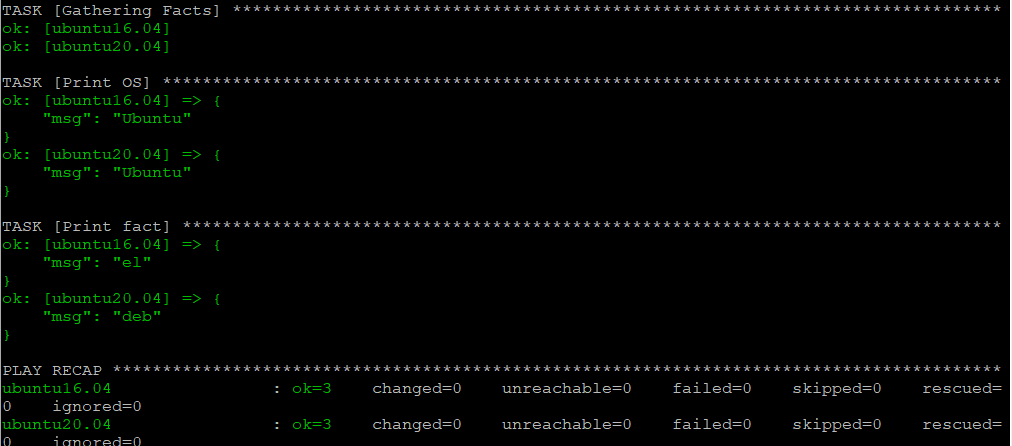 TASK [Gathering Facts] *****************************************************************************
ok: [ubuntu16.04]
ok: [ubuntu20.04]
TASK [Print OS] ************************************************************************************
ok: [ubuntu16.04] => {
    "msg": "Ubuntu"
}
ok: [ubuntu20.04] => {
    "msg": "Ubuntu"
}
TASK [Print fact] **********************************************************************************
ok: [ubuntu16.04] => {
    "msg": "el"
}
ok: [ubuntu20.04] => {
    "msg": "deb"
}
PLAY RECAP *****************************************************************************************
ubuntu16.04                : ok=3    changed=0    unreachable=0    failed=0    skipped=0    rescued=
0    ignored=0
ubuntu20.04                : ok=3    changed=0    unreachable=0    failed=0    skipped=0    rescued=
0    ignored=0